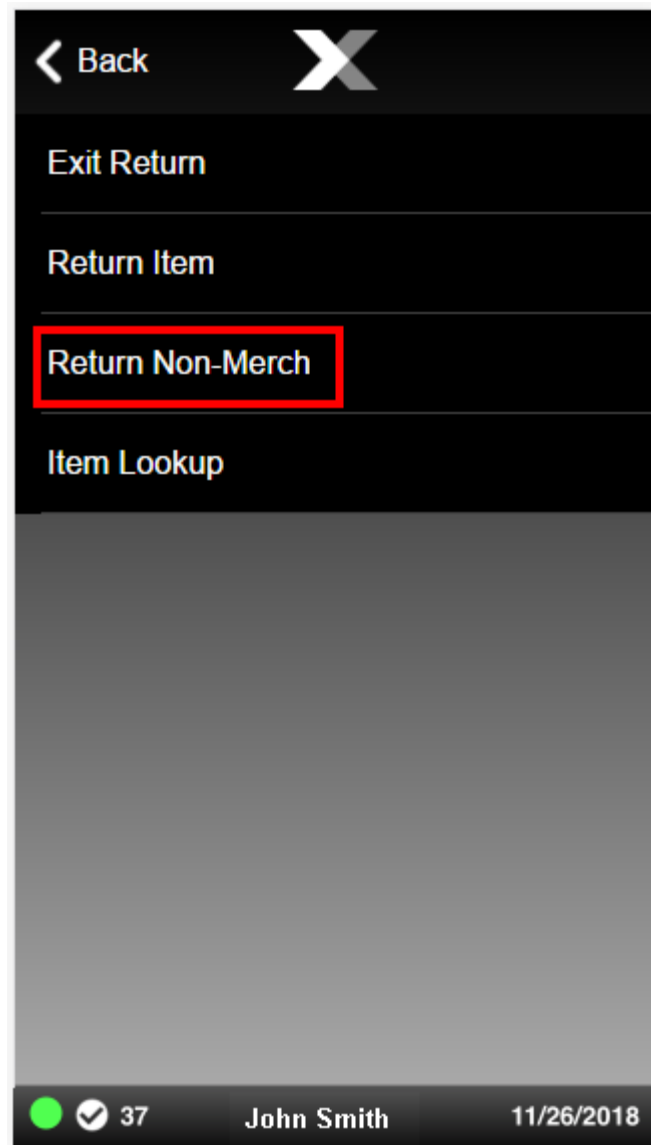 Back
Exit Return
Return Item
Return Non-Merch
Item Lookup
37 John Smith 11/26/2018